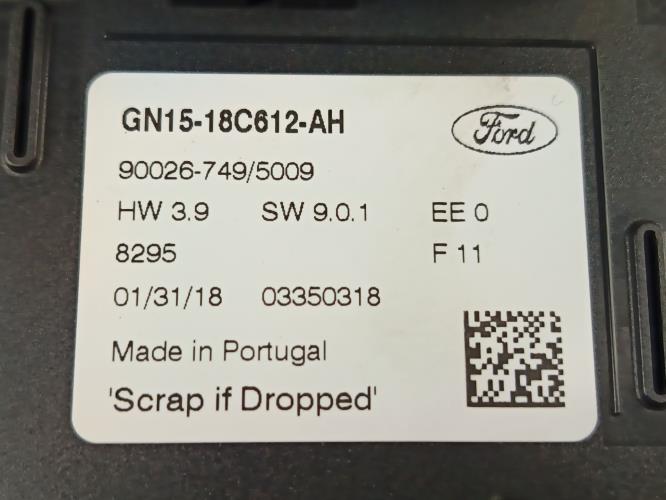 GN15-18C612-AH
Ford
90026-749/5009
HW 3.9 SW 9.0.1 EE 0
8295 F 11
01/31/18 03350318
Made in Portugal
'Scrap if Dropped'